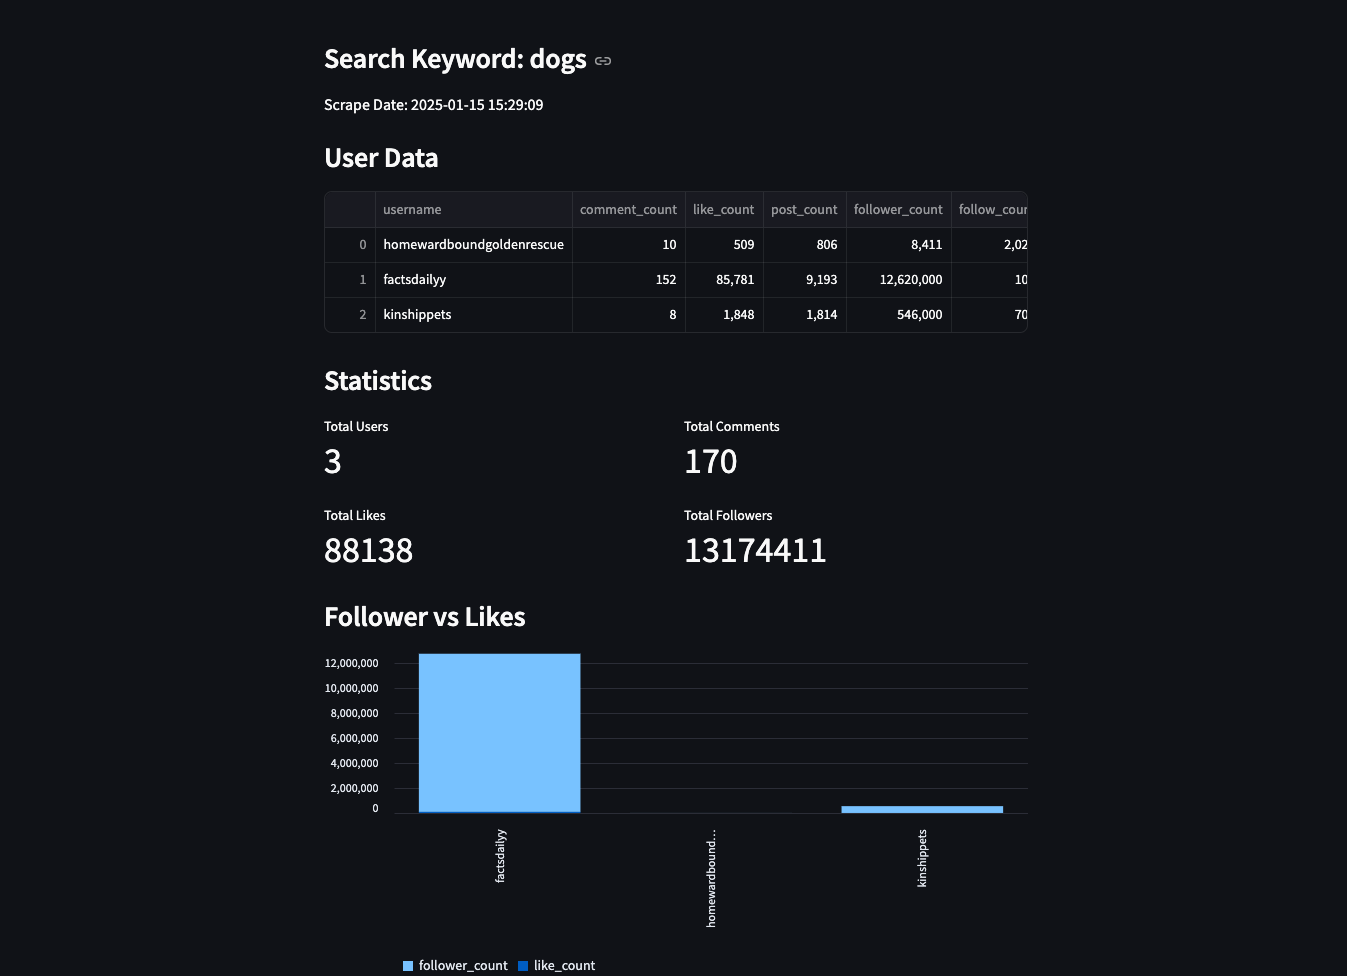 Search Keyword: dogs
Scrape Date: 2025-01-15 15:29:09
User Data
username comment_count like_count post_count follower_count follow_cour
0 homewardboundgoldenrescue 10 509 806 8,411 2,02
1 factsdailyy 152 85,781 9,193 12,620,000 10
2 kinshippets 8 1,848 1,814 546,000 70
Statistics
Total Users Total Comments
3 170
Total Likes Total Followers
88138 13174411
Follower vs Likes
12,000,000
10,000,000
8,000,000
6,000,000
4,000,000
2,000,000
0
factsdailyy
homewardbound…
kinshippets
follower_count like_count